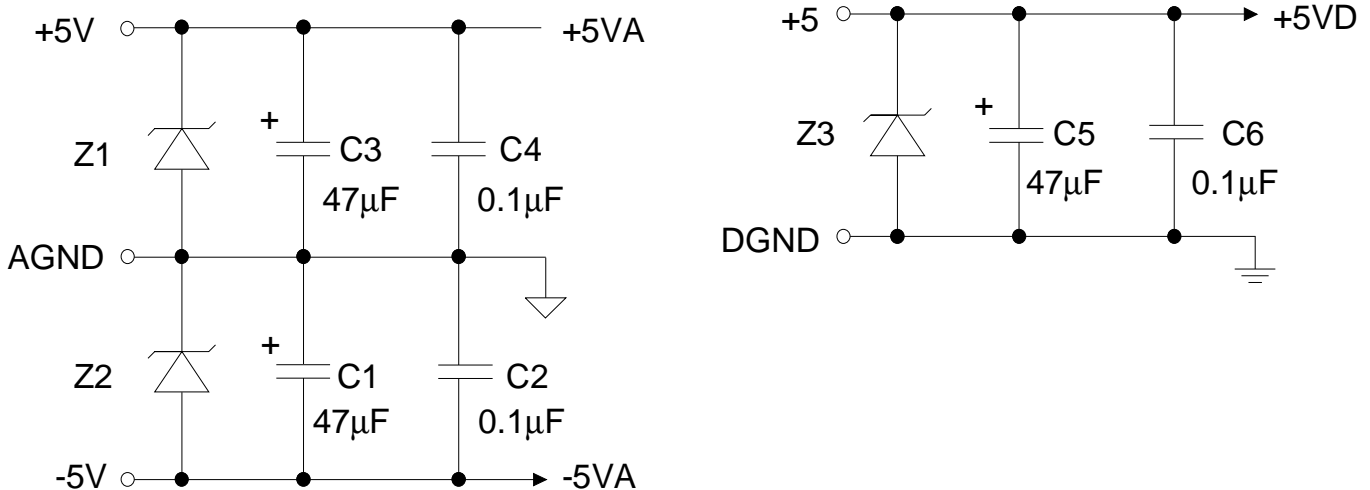 +5V
+5VA
Z1
+
C3
47µF
C4
0.1µF
AGND
Z2
+
C1
47µF
C2
0.1µF
-5V
-5VA
+5
+5VD
Z3
+
C5
47µF
C6
0.1µF
DGND